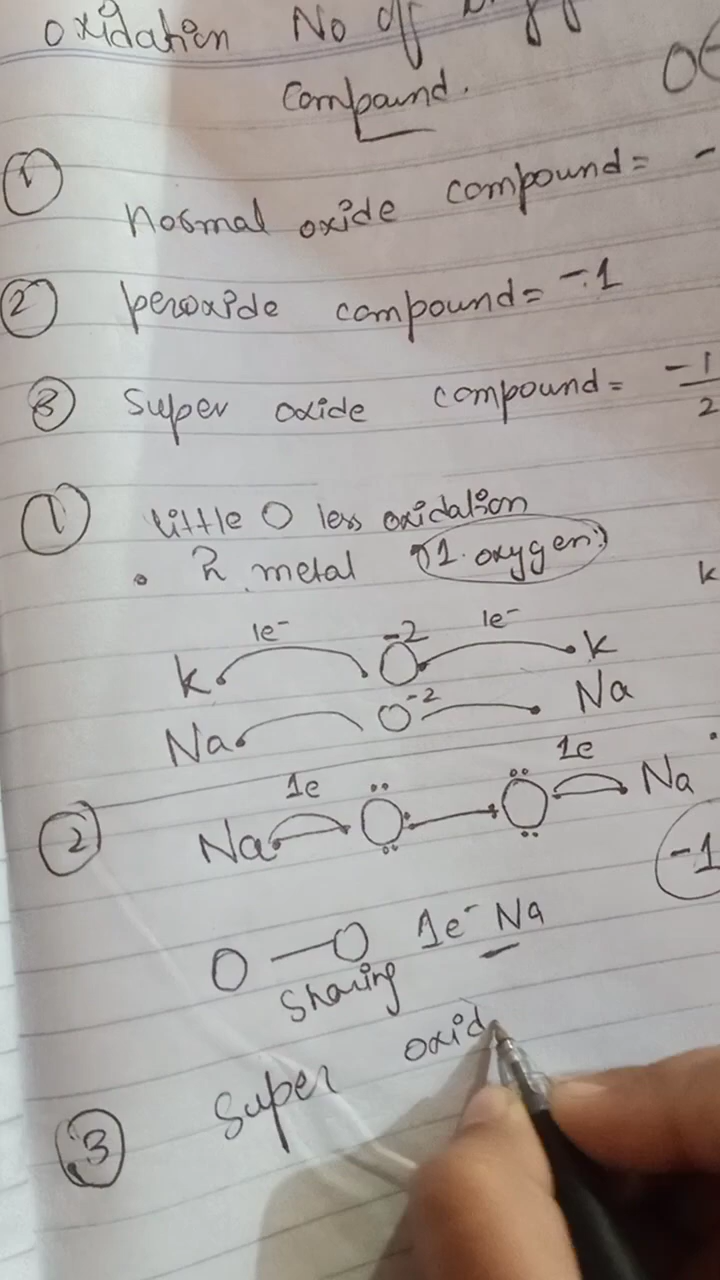 oxidation No of
compound.
① normal oxide compound= -
② peroxide compound= -1
③ super oxide compound= -1/2
① little O less oxidation
• 2 metal 1. oxygen
k
1e⁻ 1e⁻
k O⁻² k
Na O⁻² Na
1e 1e
② Na O O Na
-1
O — O 1e⁻ Na
Sharing
③ Super oxid